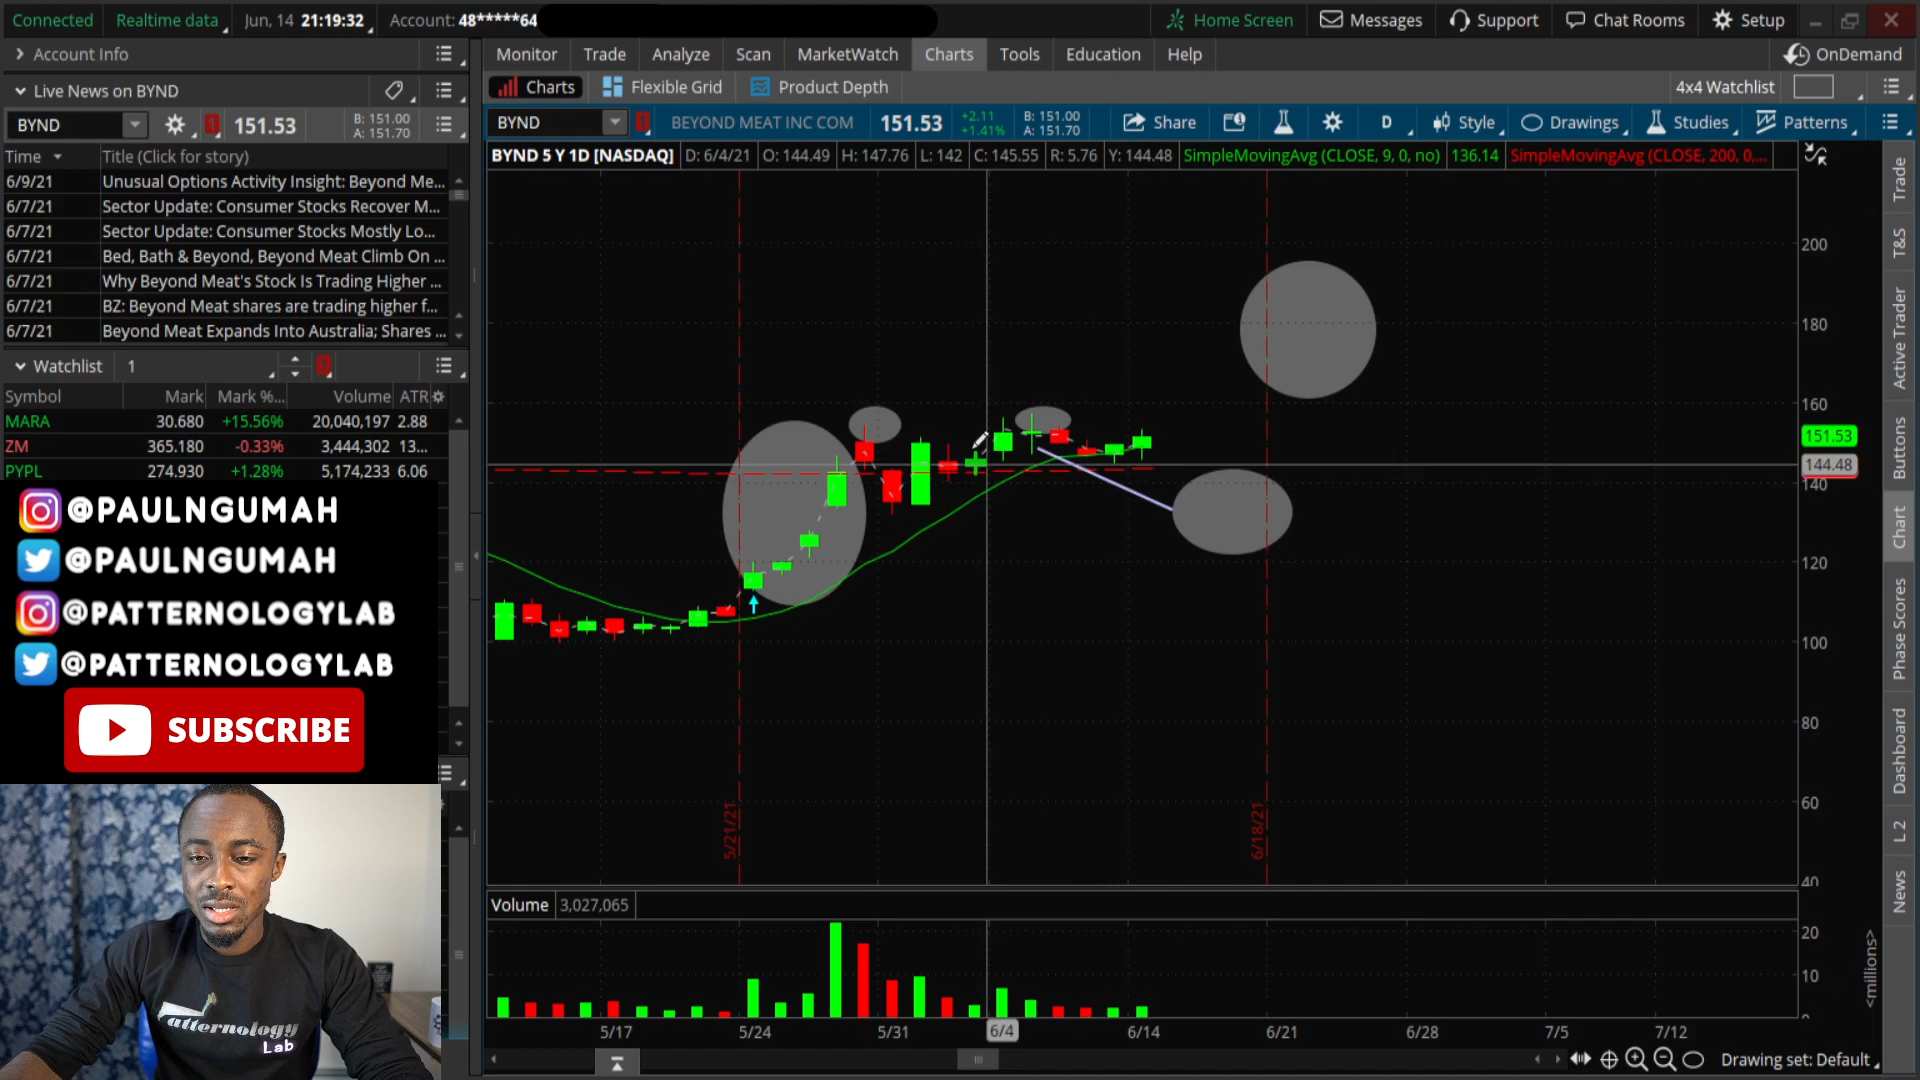 Connected Realtime data Jun, 14 21:19:32 Account: 48*****64 Home Screen Messages Support Chat Rooms Setup
Account Info Monitor Trade Analyze Scan MarketWatch Charts Tools Education Help OnDemand
Live News on BYND Charts Flexible Grid Product Depth 4x4 Watchlist
BYND 151.53 B: 151.00 A: 151.70 BYND BEYOND MEAT INC COM 151.53 +2.11 +1.41% B: 151.00 A: 151.70 Share D Style Drawings Studies Patterns
Time Title (Click for story)
BYND 5 Y 1D [NASDAQ] D: 6/4/21 O: 144.49 H: 147.76 L: 142 C: 145.55 R: 5.76 Y: 144.48 SimpleMovingAvg (CLOSE, 9, 0, no) 136.14 SimpleMovingAvg (CLOSE, 200, 0,...
6/9/21 Unusual Options Activity Insight: Beyond Me...
6/7/21 Sector Update: Consumer Stocks Recover M...
6/7/21 Sector Update: Consumer Stocks Mostly Lo...
6/7/21 Bed, Bath & Beyond, Beyond Meat Climb On ...
6/7/21 Why Beyond Meat's Stock Is Trading Higher ...
6/7/21 BZ: Beyond Meat shares are trading higher f...
6/7/21 Beyond Meat Expands Into Australia; Shares ...
Watchlist 1
Symbol Mark Mark %... Volume ATR
MARA 30.680 +15.56% 20,040,197 2.88
ZM 365.180 -0.33% 3,444,302 13...
PYPL 274.930 +1.28% 5,174,233 6.06
@PAULNGUMAH
@PAULNGUMAH
@PATTERNOLOGYLAB
@PATTERNOLOGYLAB
SUBSCRIBE
atternology
Lab
200
180
160
151.53
144.48
140
120
100
80
60
40
5/21/21
6/18/21
Volume 3,027,065
20
10
0
<millions>
5/17 5/24 5/31 6/4 6/14 6/21 6/28 7/5 7/12
Drawing set: Default
Trade
T&S
Active Trader
Buttons
Chart
Phase Scores
Dashboard
L 2
News